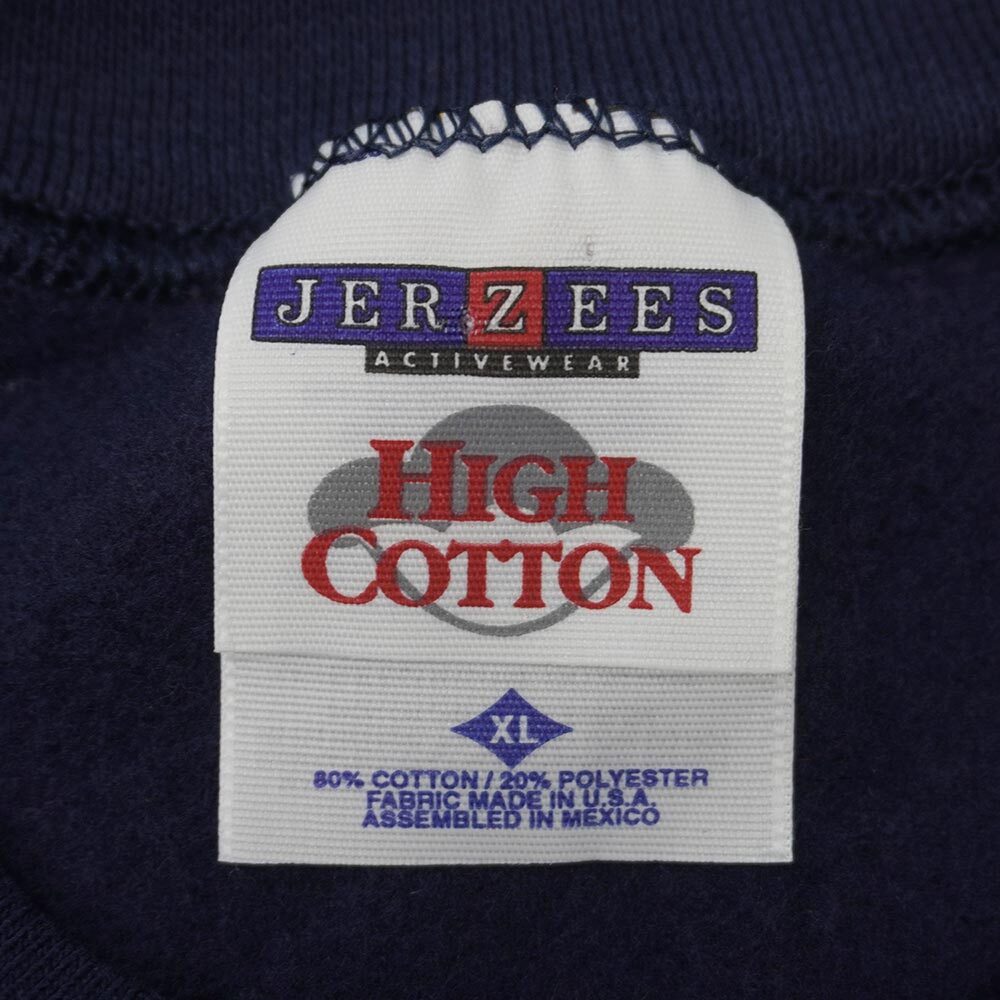 JERZEES
ACTIVEWEAR
HIGH
COTTON
XL
80% COTTON / 20% POLYESTER
FABRIC MADE IN U.S.A.
ASSEMBLED IN MEXICO